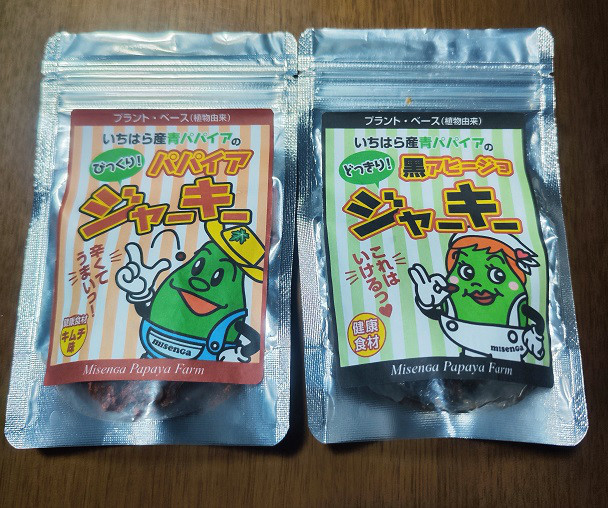 プラント・ベース(植物由来)
いちはら産青パパイアの
びっくり!
パパイア
ジャーキー
辛くて
うまいっ!
健康食材
キムチ味
misenga
Misenga Papaya Farm
プラント・ベース(植物由来)
いちはら産青パパイアの
どっきり!
黒アヒージョ
ジャーキー
これは
いけるっ♥
健康
食材
misenga
Misenga Papaya Farm